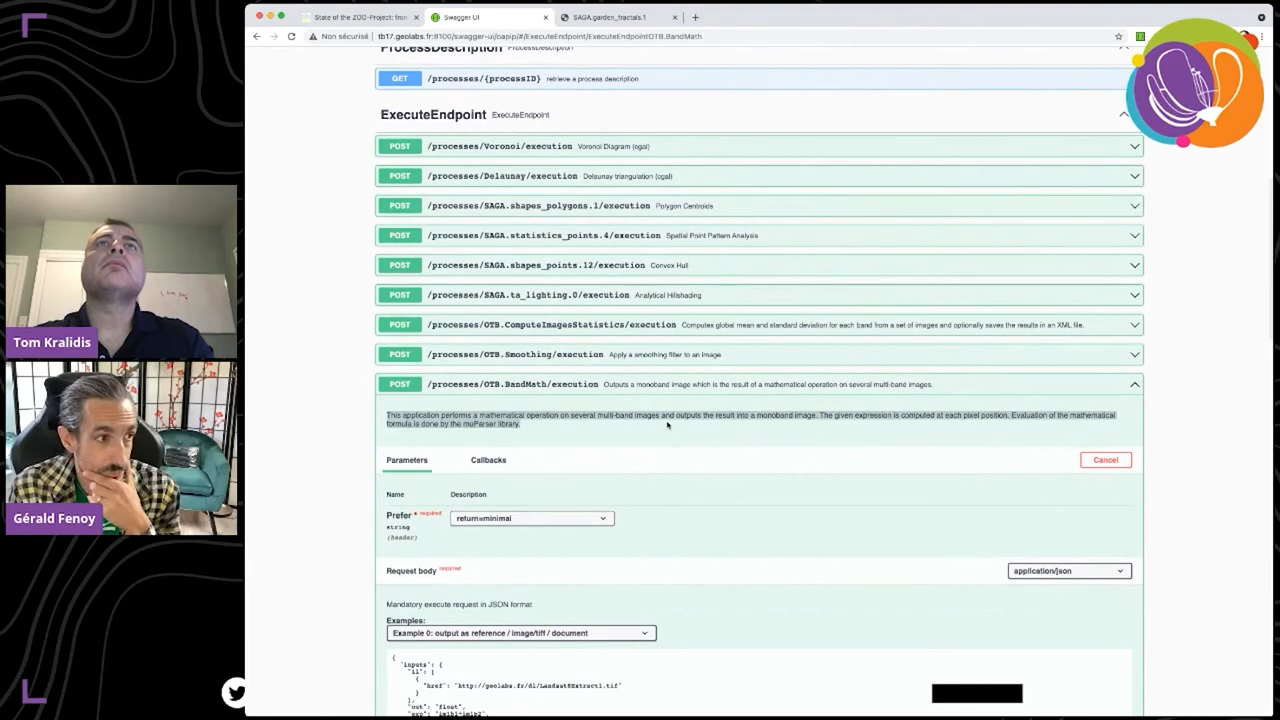 State of the ZOO-Project: fro
Swagger UI
SAGA.garden_fractals.1
Non sécurisé
tb17.geolabs.fr:8100/swagger-ui/oapip/#/ExecuteEndpoint/ExecuteEndpointOTB.BandMath
ProcessDescription ProcessDescription
GET /processes/{processID} retrieve a process description
ExecuteEndpoint ExecuteEndpoint
POST /processes/Voronoi/execution Voronoi Diagram (cgal)
POST /processes/Delaunay/execution Delaunay triangulation (cgal)
POST /processes/SAGA.shapes_polygons.1/execution Polygon Centroids
POST /processes/SAGA.statistics_points.4/execution Spatial Point Pattern Analysis
POST /processes/SAGA.shapes_points.12/execution Convex Hull
POST /processes/SAGA.ta_lighting.0/execution Analytical Hillshading
POST /processes/OTB.ComputeImagesStatistics/execution Computes global mean and standard deviation for each band from a set of images and optionally saves the results in an XML file.
POST /processes/OTB.Smoothing/execution Apply a smoothing filter to an image
POST /processes/OTB.BandMath/execution Outputs a monoband image which is the result of a mathematical operation on several multi-band images.
This application performs a mathematical operation on several multi-band images and outputs the result into a monoband image. The given expression is computed at each pixel position. Evaluation of the mathematical
formula is done by the muParser library.
Parameters Callbacks Cancel
Name Description
Prefer * required return=minimal
string
(header)
Request body required application/json
Mandatory execute request in JSON format
Examples:
Example 0: output as reference / image/tiff / document
{
"inputs": {
"il": [
{
"href": "http://geolabs.fr/dl/Landsat8Extract1.tif"
}
],
"out": "float",
"exp": "im1b1+im1b2",
Tom Kralidis
Gérald Fenoy